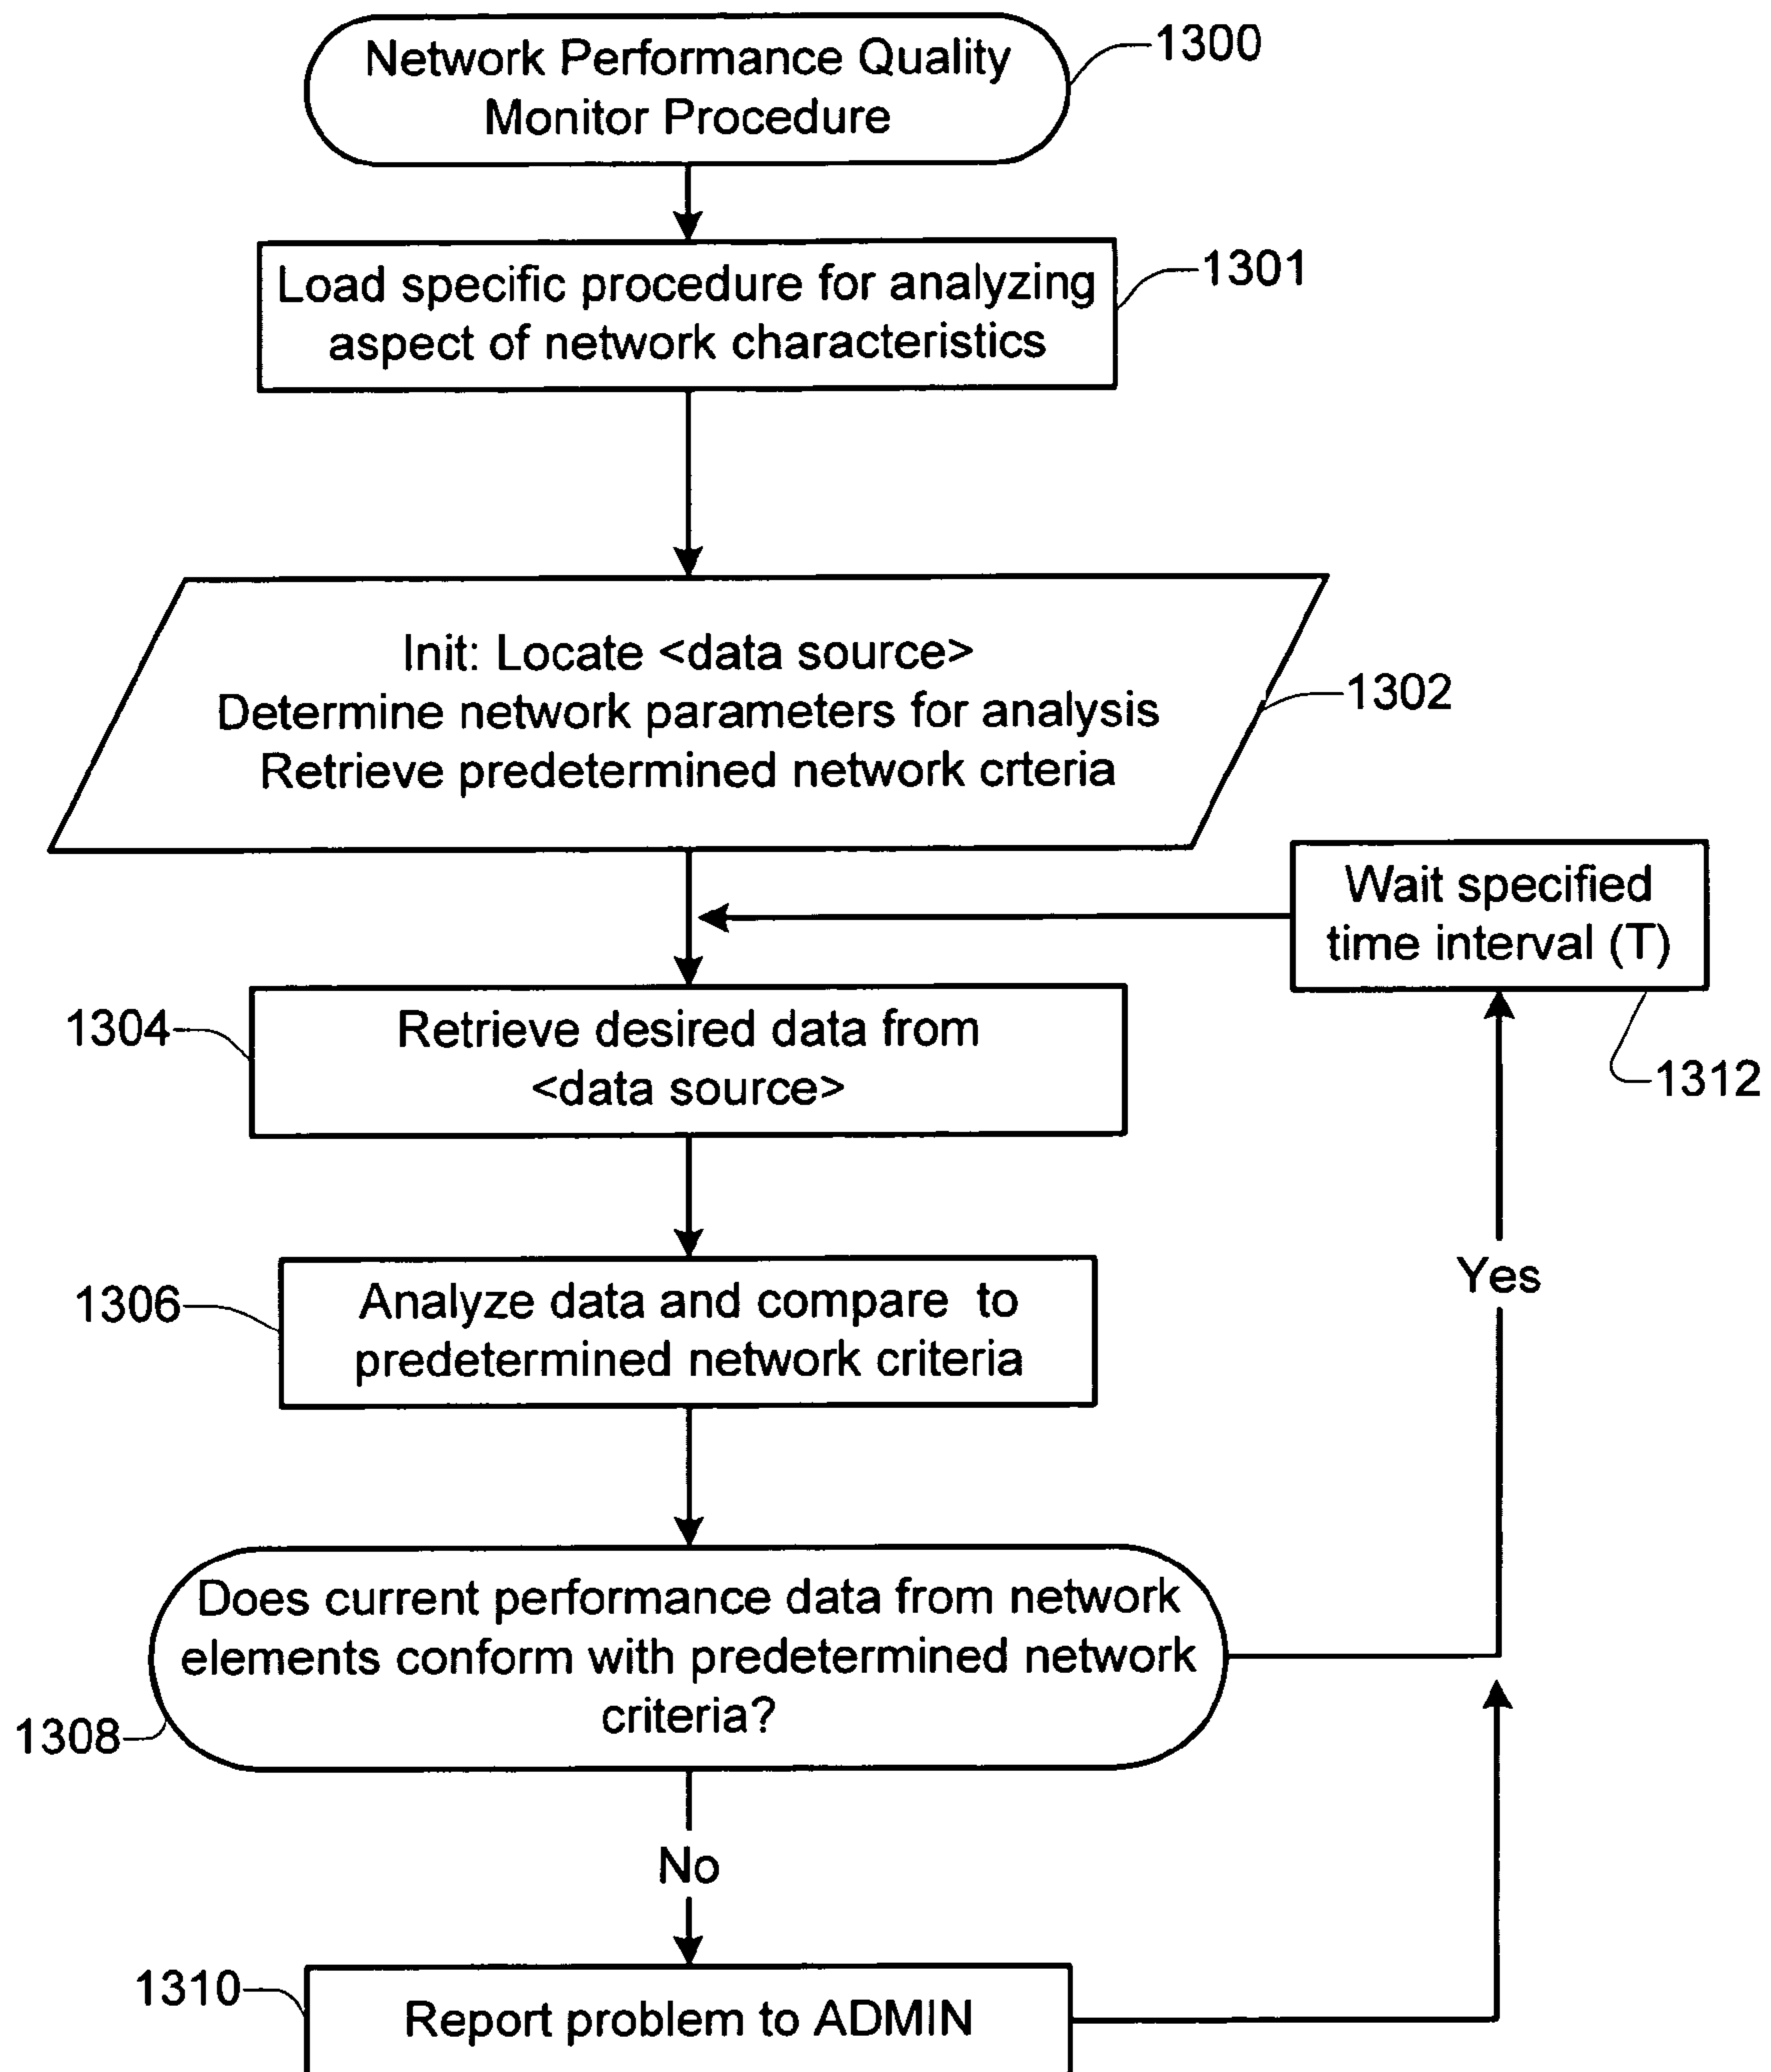 Network Performance Quality
Monitor Procedure
1300
Load specific procedure for analyzing
aspect of network characteristics
1301
Init: Locate <data source>
Determine network parameters for analysis
Retrieve predetermined network crteria
1302
Wait specified
time interval (T)
1312
1304
Retrieve desired data from
<data source>
1306
Analyze data and compare to
predetermined network criteria
Yes
Does current performance data from network
elements conform with predetermined network
criteria?
1308
No
1310
Report problem to ADMIN